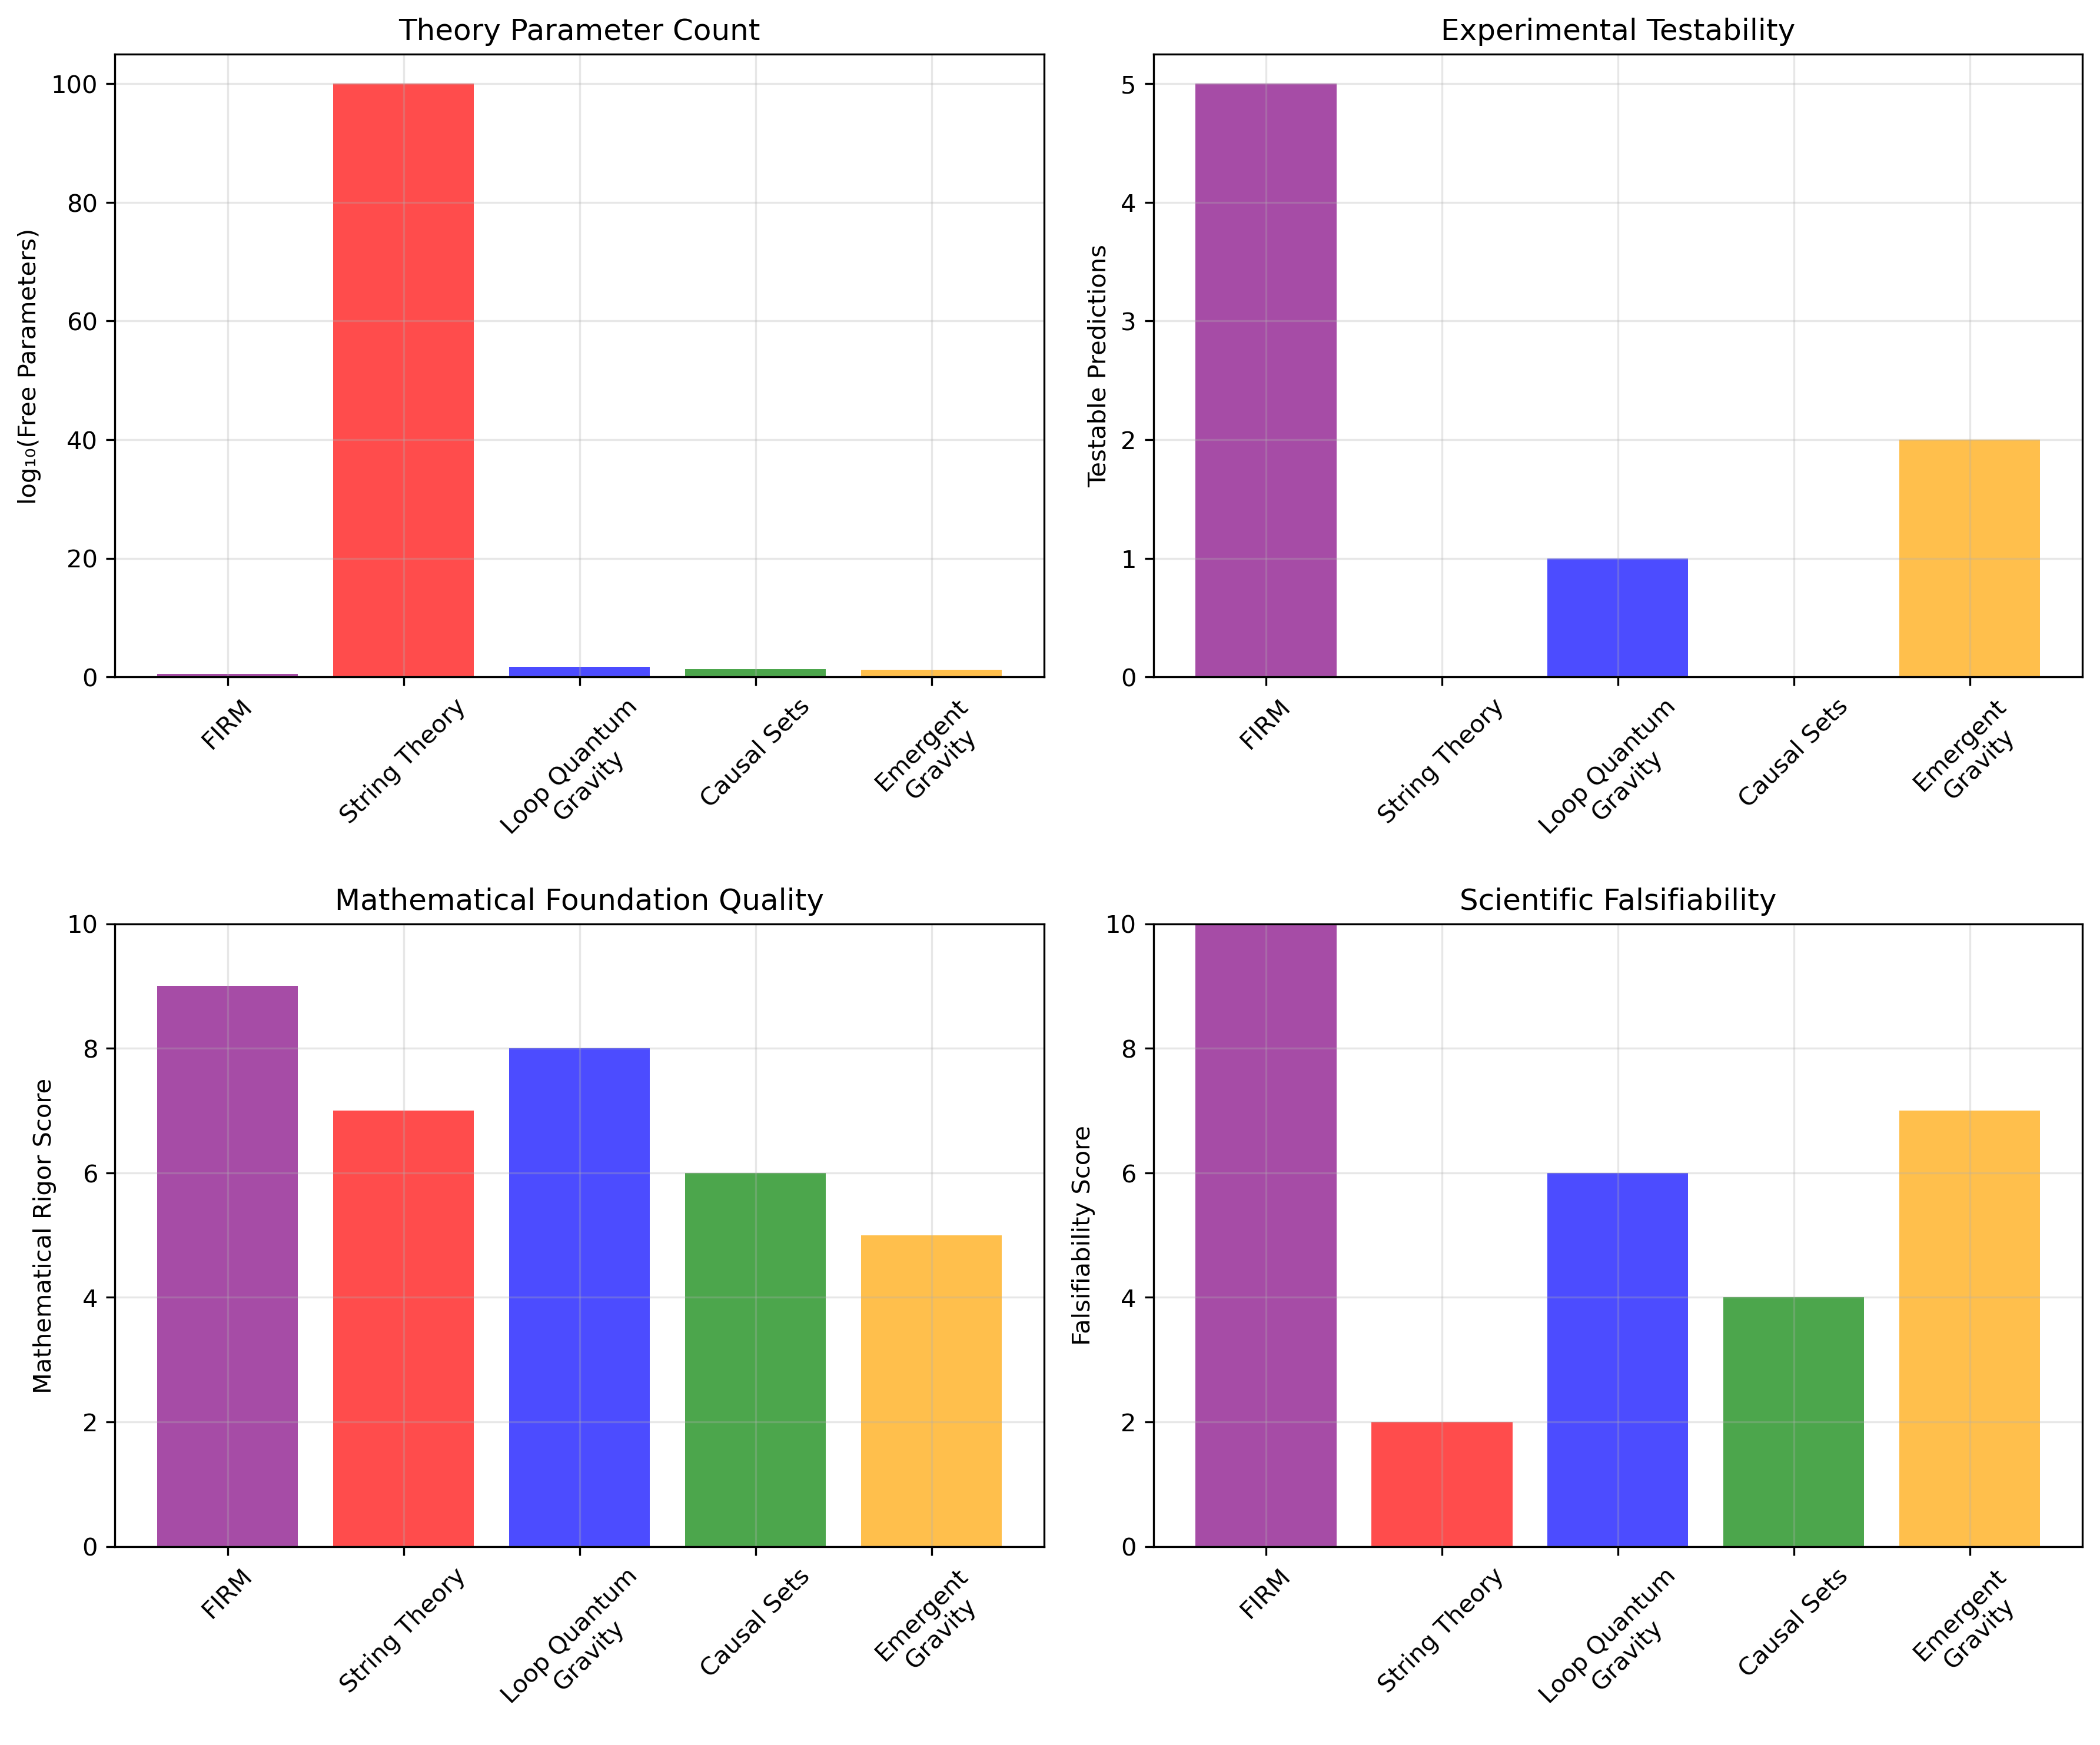 Theory Parameter Count
log₁₀(Free Parameters)
100
80
60
40
20
0
FIRM
String Theory
Loop Quantum
Gravity
Causal Sets
Emergent
Gravity
Experimental Testability
Testable Predictions
5
4
3
2
1
0
FIRM
String Theory
Loop Quantum
Gravity
Causal Sets
Emergent
Gravity
Mathematical Foundation Quality
Mathematical Rigor Score
10
8
6
4
2
0
FIRM
String Theory
Loop Quantum
Gravity
Causal Sets
Emergent
Gravity
Scientific Falsifiability
Falsifiability Score
10
8
6
4
2
0
FIRM
String Theory
Loop Quantum
Gravity
Causal Sets
Emergent
Gravity